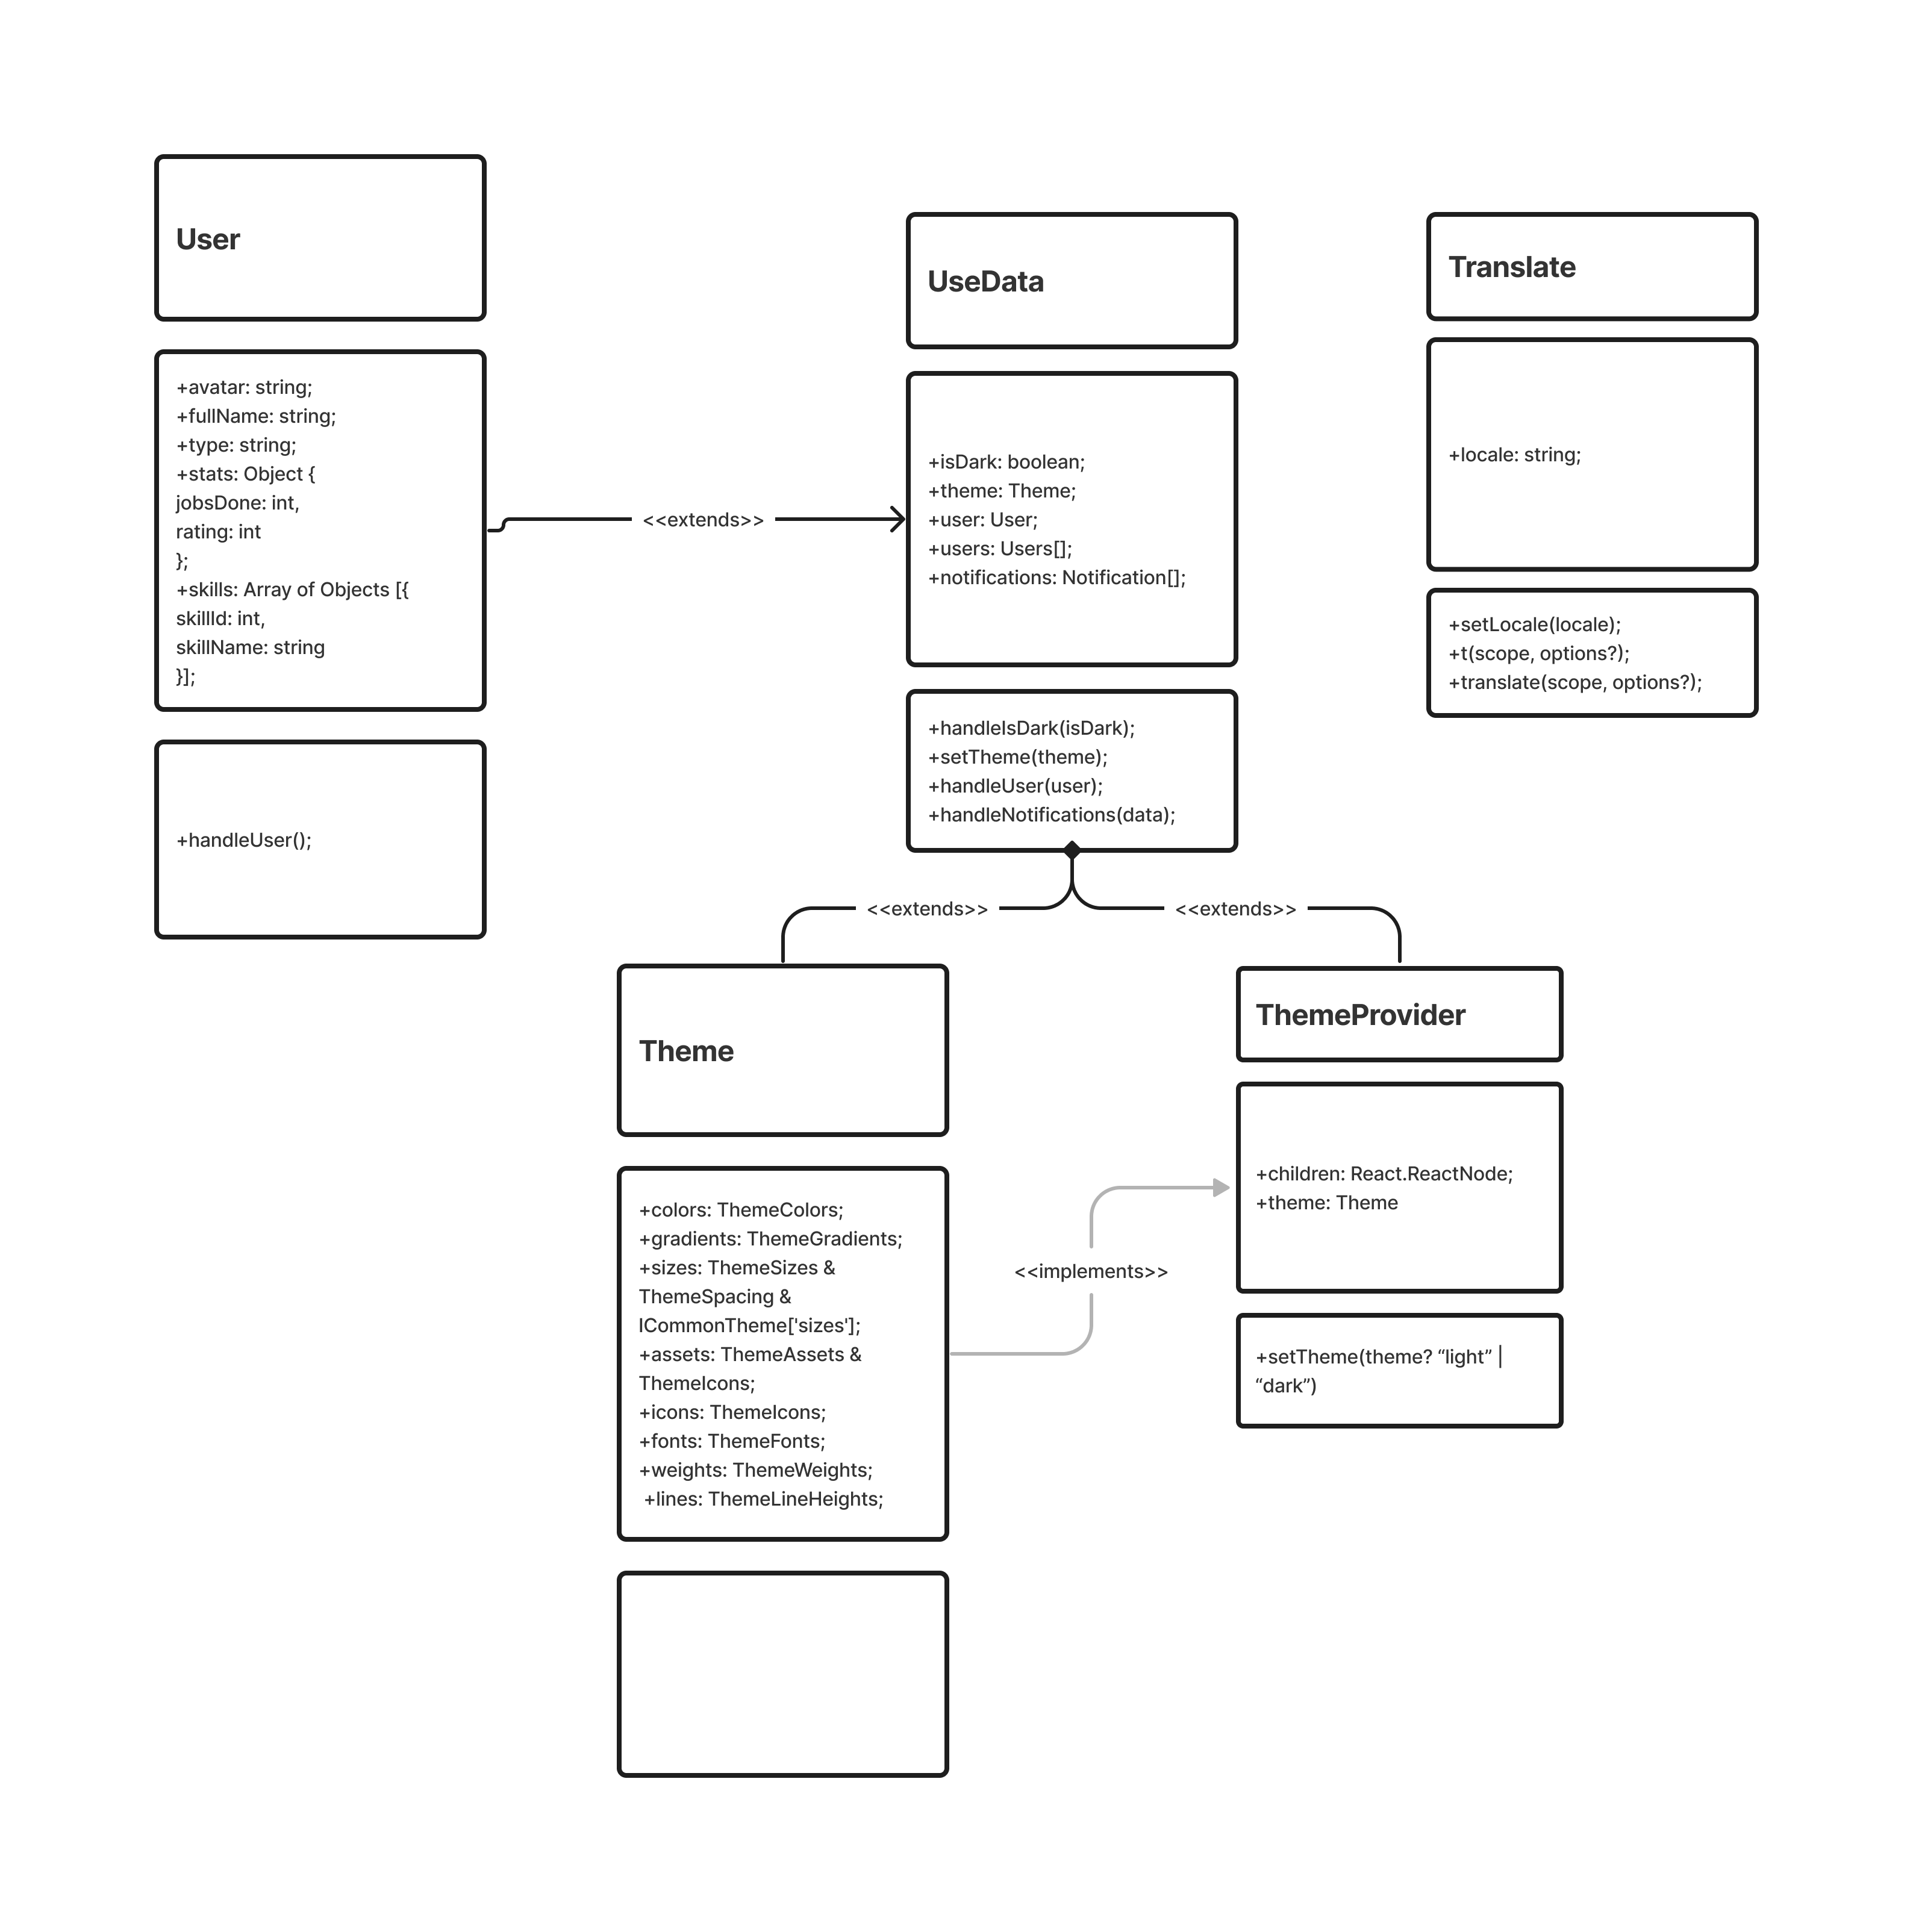 User
+avatar: string;
+fullName: string;
+type: string;
+stats: Object {
jobsDone: int,
rating: int
};
+skills: Array of Objects [{
skillId: int,
skillName: string
}];
+handleUser();
<<extends>>
UseData
+isDark: boolean;
+theme: Theme;
+user: User;
+users: Users[];
+notifications: Notification[];
+handleIsDark(isDark);
+setTheme(theme);
+handleUser(user);
+handleNotifications(data);
Translate
+locale: string;
+setLocale(locale);
+t(scope, options?);
+translate(scope, options?);
<<extends>>
<<extends>>
Theme
+colors: ThemeColors;
+gradients: ThemeGradients;
+sizes: ThemeSizes &
ThemeSpacing &
ICommonTheme['sizes'];
+assets: ThemeAssets &
ThemeIcons;
+icons: ThemeIcons;
+fonts: ThemeFonts;
+weights: ThemeWeights;
+lines: ThemeLineHeights;
<<implements>>
ThemeProvider
+children: React.ReactNode;
+theme: Theme
+setTheme(theme? “light” |
“dark”)